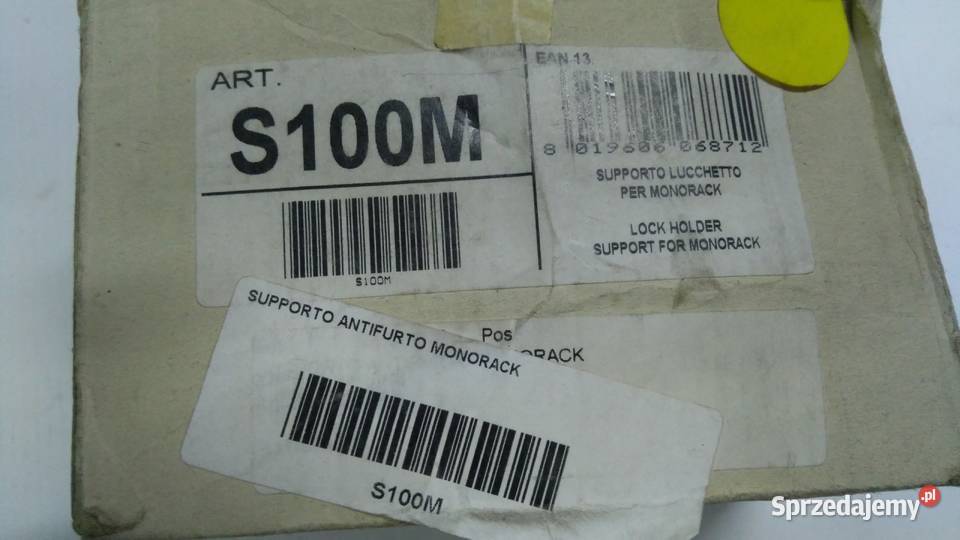 ART.
S100M
S100M
EAN 13
8 019606 068712
SUPPORTO LUCCHETTO
PER MONORACK
LOCK HOLDER
SUPPORT FOR MONORACK
Pos
SUPPORTO ANTIFURTO MONORACK
S100M
Sprzedajemy.pl